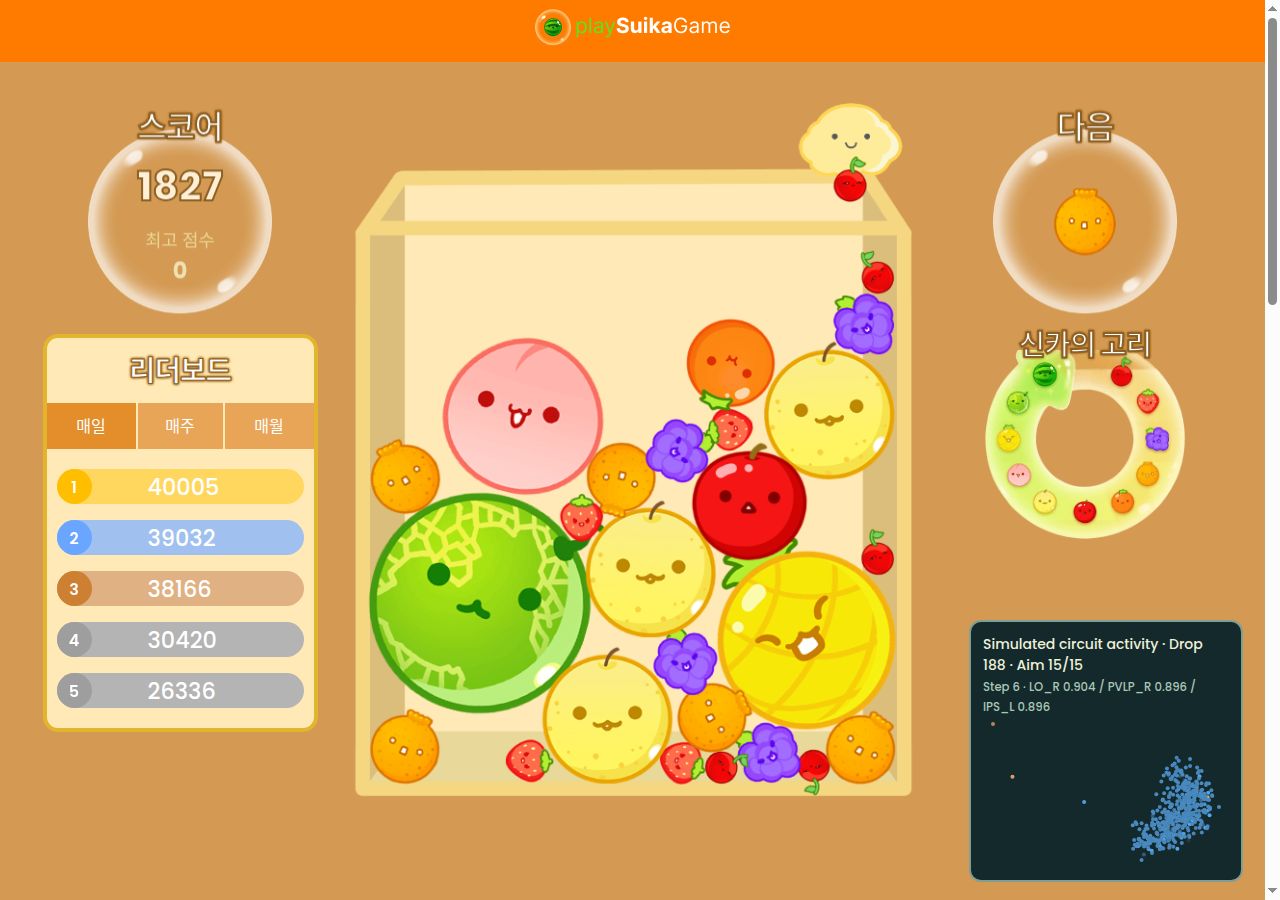 playSuikaGame
스코어
1827
최고 점수
0
다음
리더보드
매일 매주 매월
1 40005
2 39032
3 38166
4 30420
5 26336
신카의 고리
Simulated circuit activity · Drop
188 · Aim 15/15
Step 6 · LO_R 0.904 / PVLP_R 0.896 /
IPS_L 0.896